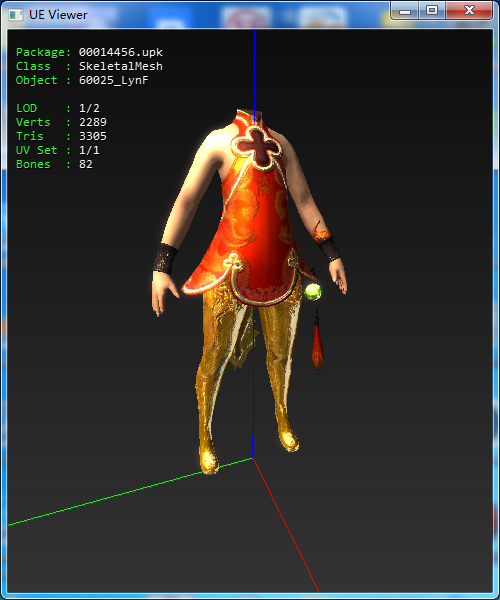 UE Viewer
Package: 00014456.upk
Class : SkeletalMesh
Object : 60025_LynF
LOD : 1/2
Verts : 2289
Tris : 3305
UV Set : 1/1
Bones : 82